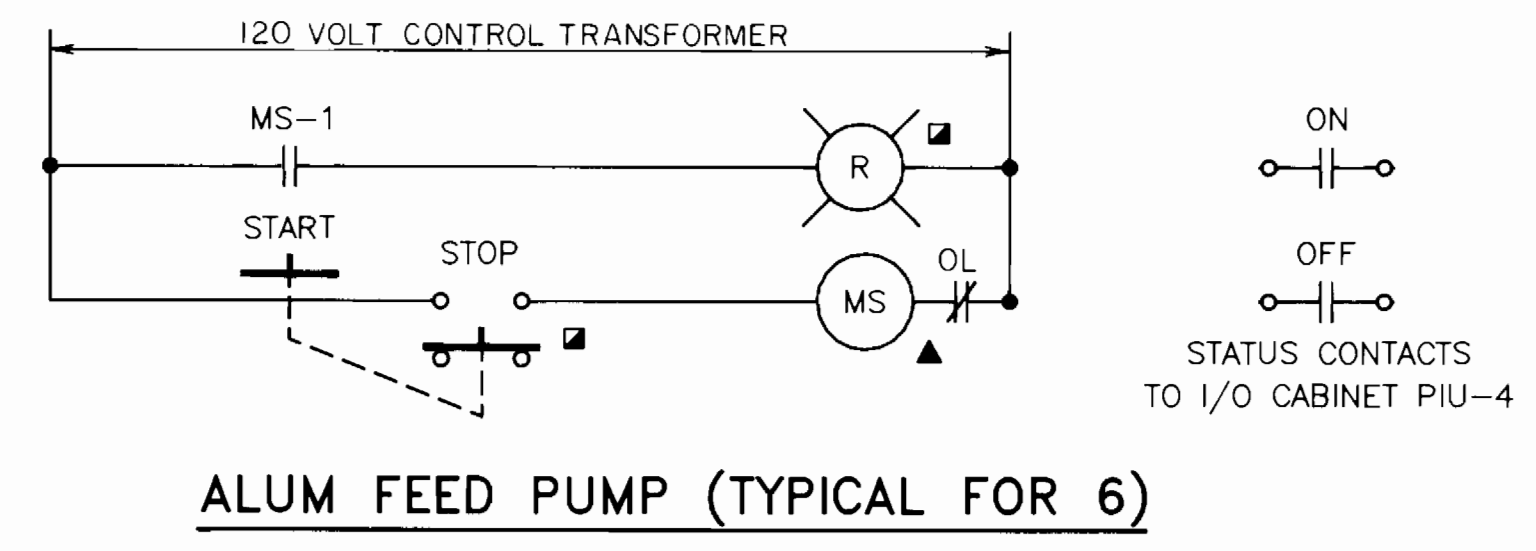 120 VOLT CONTROL TRANSFORMER
MS-1
R
ON
START
STOP
MS
OL
OFF
STATUS CONTACTS
TO I/O CABINET PIU-4
ALUM FEED PUMP (TYPICAL FOR 6)